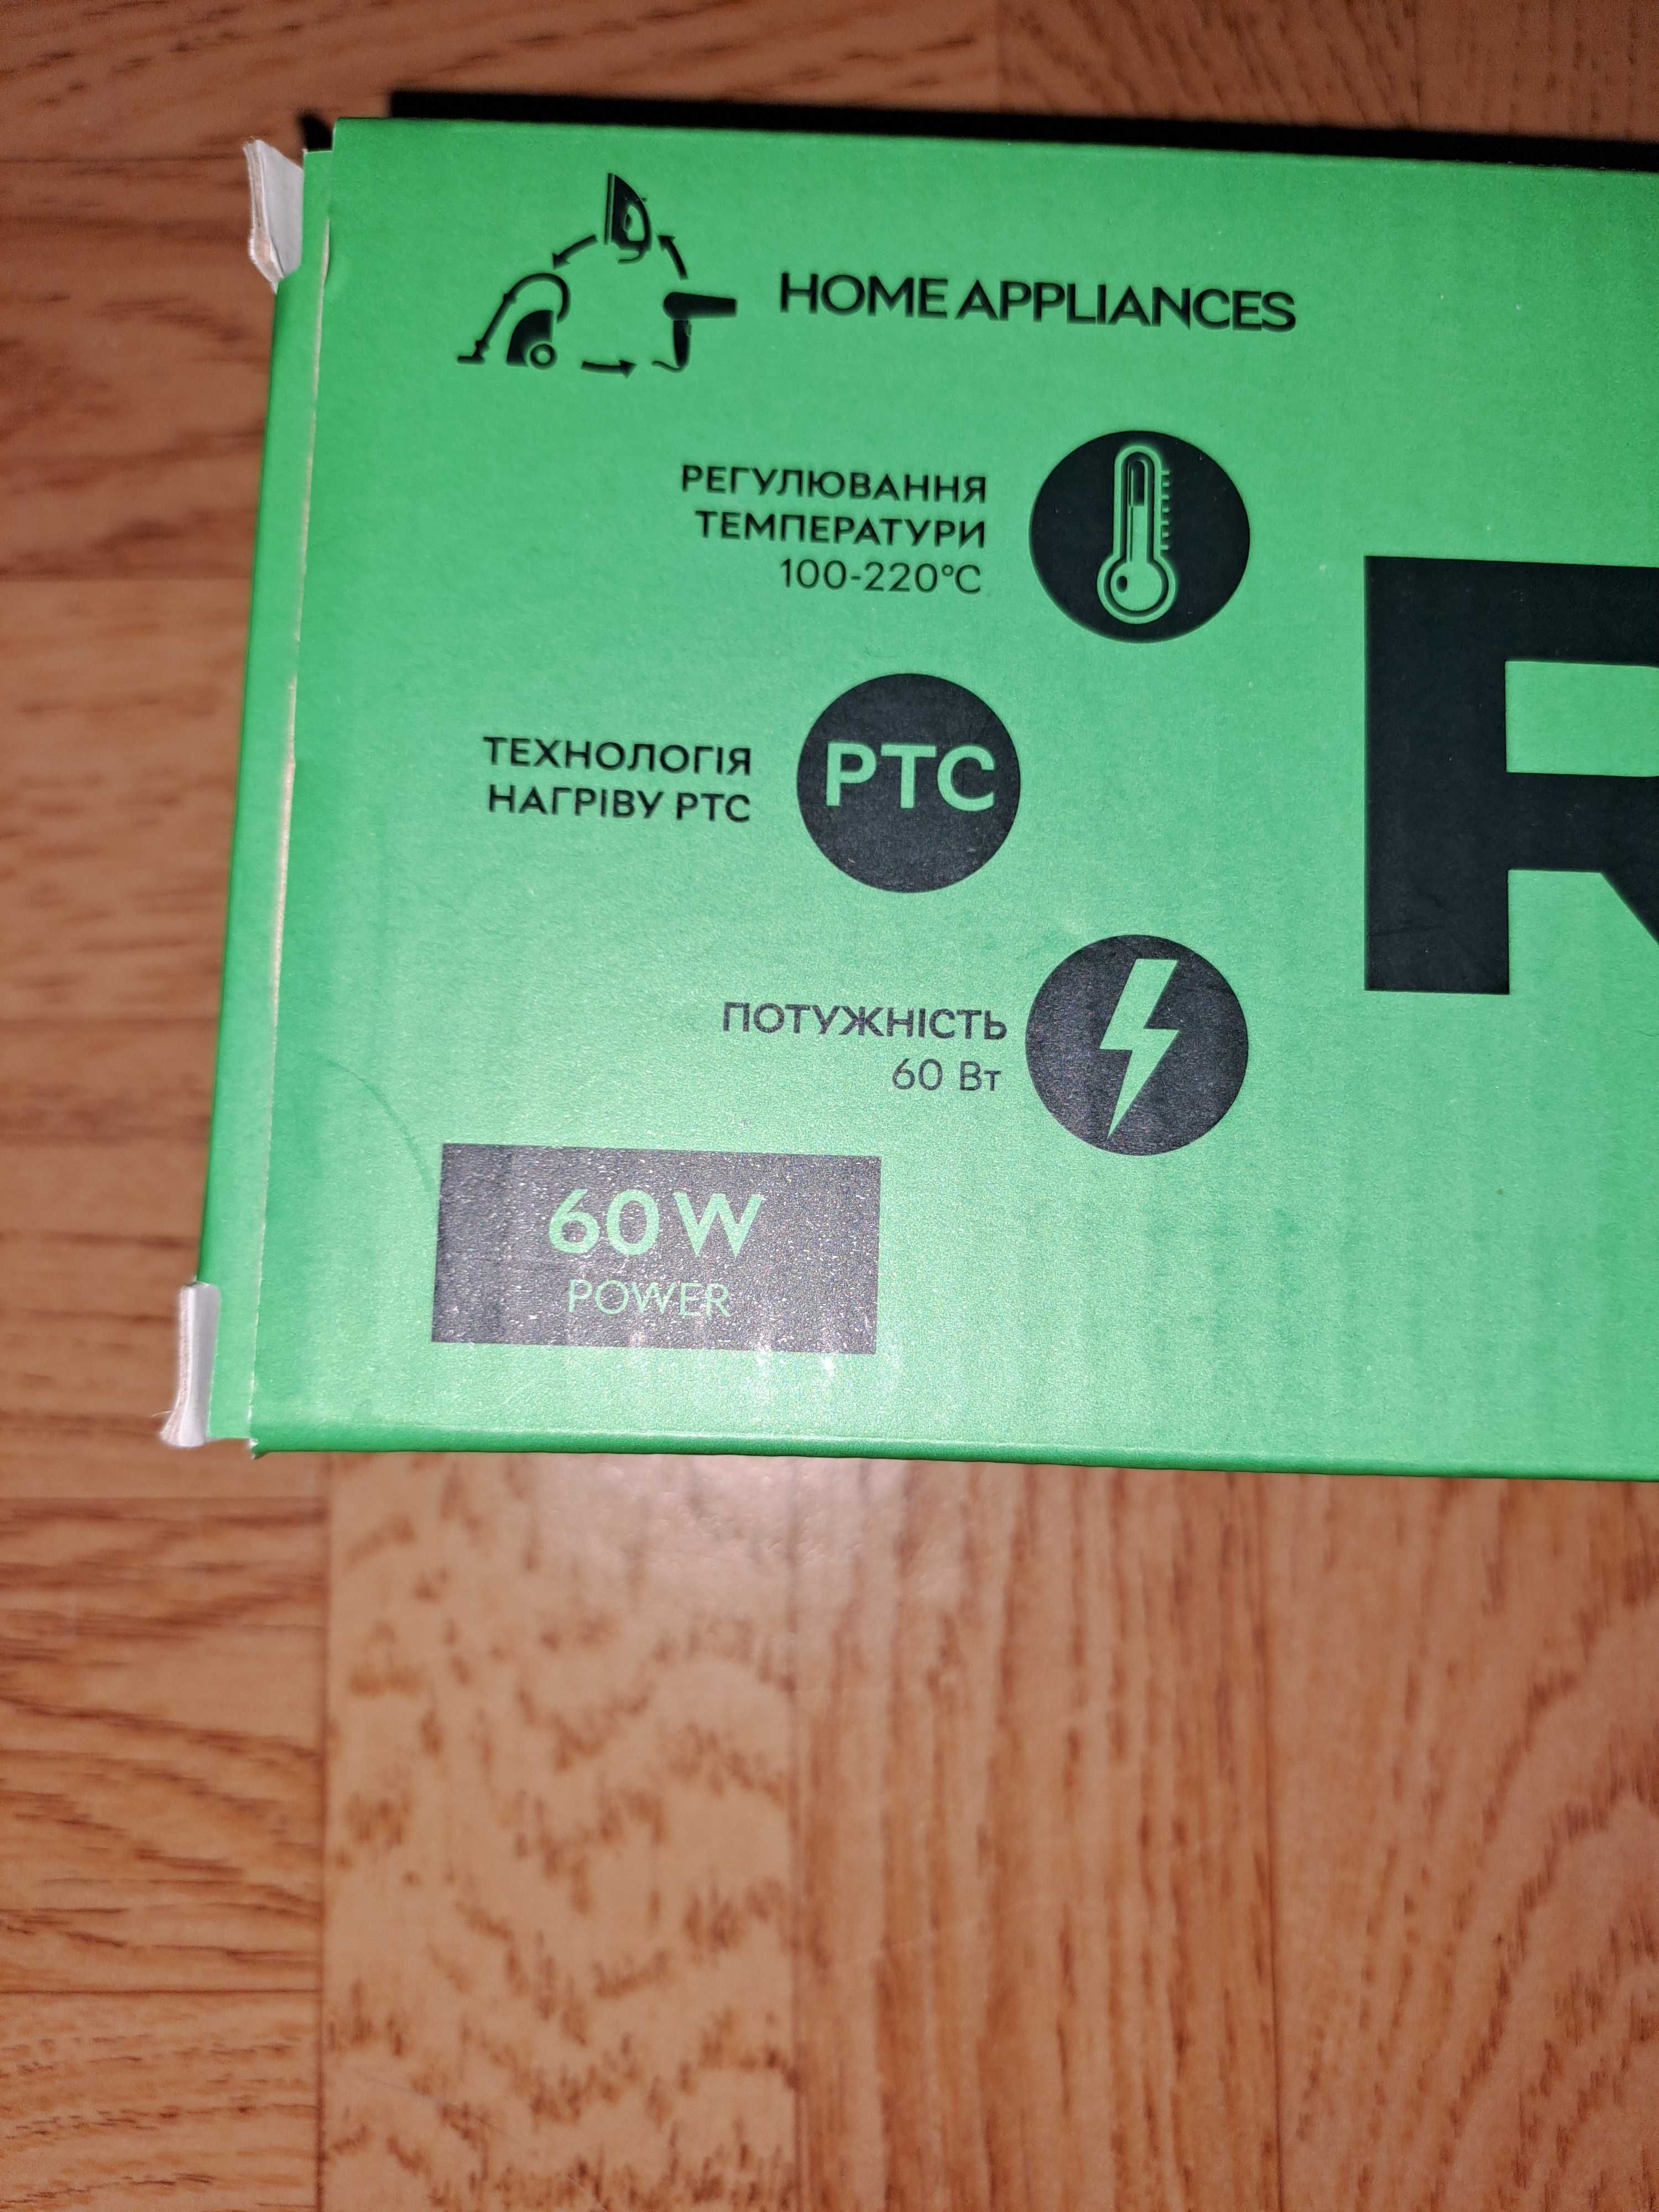 HOME APPLIANCES
РЕГУЛЮВАННЯ
ТЕМПЕРАТУРИ
100-220°C
ТЕХНОЛОГІЯ
НАГРІВУ PTC
PTC
ПОТУЖНІСТЬ
60 Вт
60 W
POWER
R